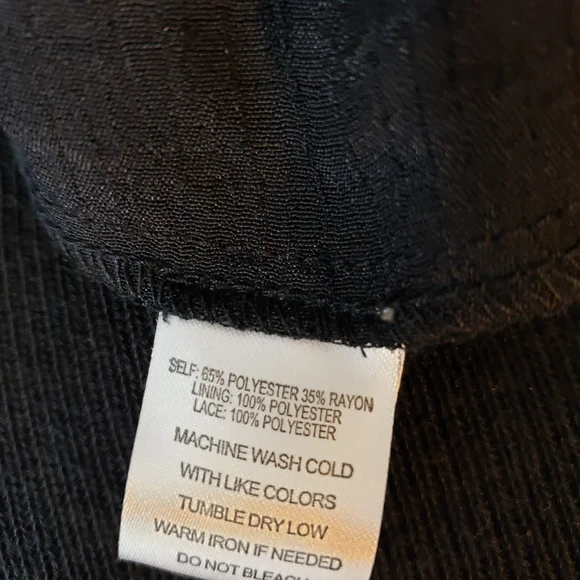 SELF: 65% POLYESTER 35% RAYON
LINING: 100% POLYESTER
LACE: 100% POLYESTER
MACHINE WASH COLD
WITH LIKE COLORS
TUMBLE DRY LOW
WARM IRON IF NEEDED
DO NOT BLEACH